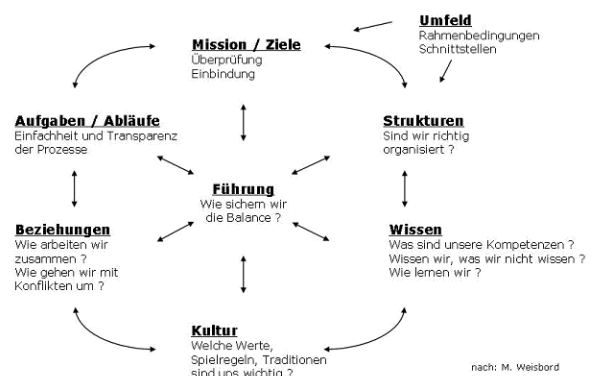 Umfeld
Rahmenbedingungen
Schnittstellen
Mission / Ziele
Überprüfung
Einbindung
Aufgaben / Abläufe
Einfachheit und Transparenz
der Prozesse
Strukturen
Sind wir richtig
organisiert ?
Führung
Wie sichern wir
die Balance ?
Beziehungen
Wie arbeiten wir
zusammen ?
Wie gehen wir mit
Konflikten um ?
Wissen
Was sind unsere Kompetenzen ?
Wissen wir, was wir nicht wissen ?
Wie lernen wir ?
Kultur
Welche Werte,
Spielregeln, Traditionen
sind uns wichtig ?
nach: M. Weisbord